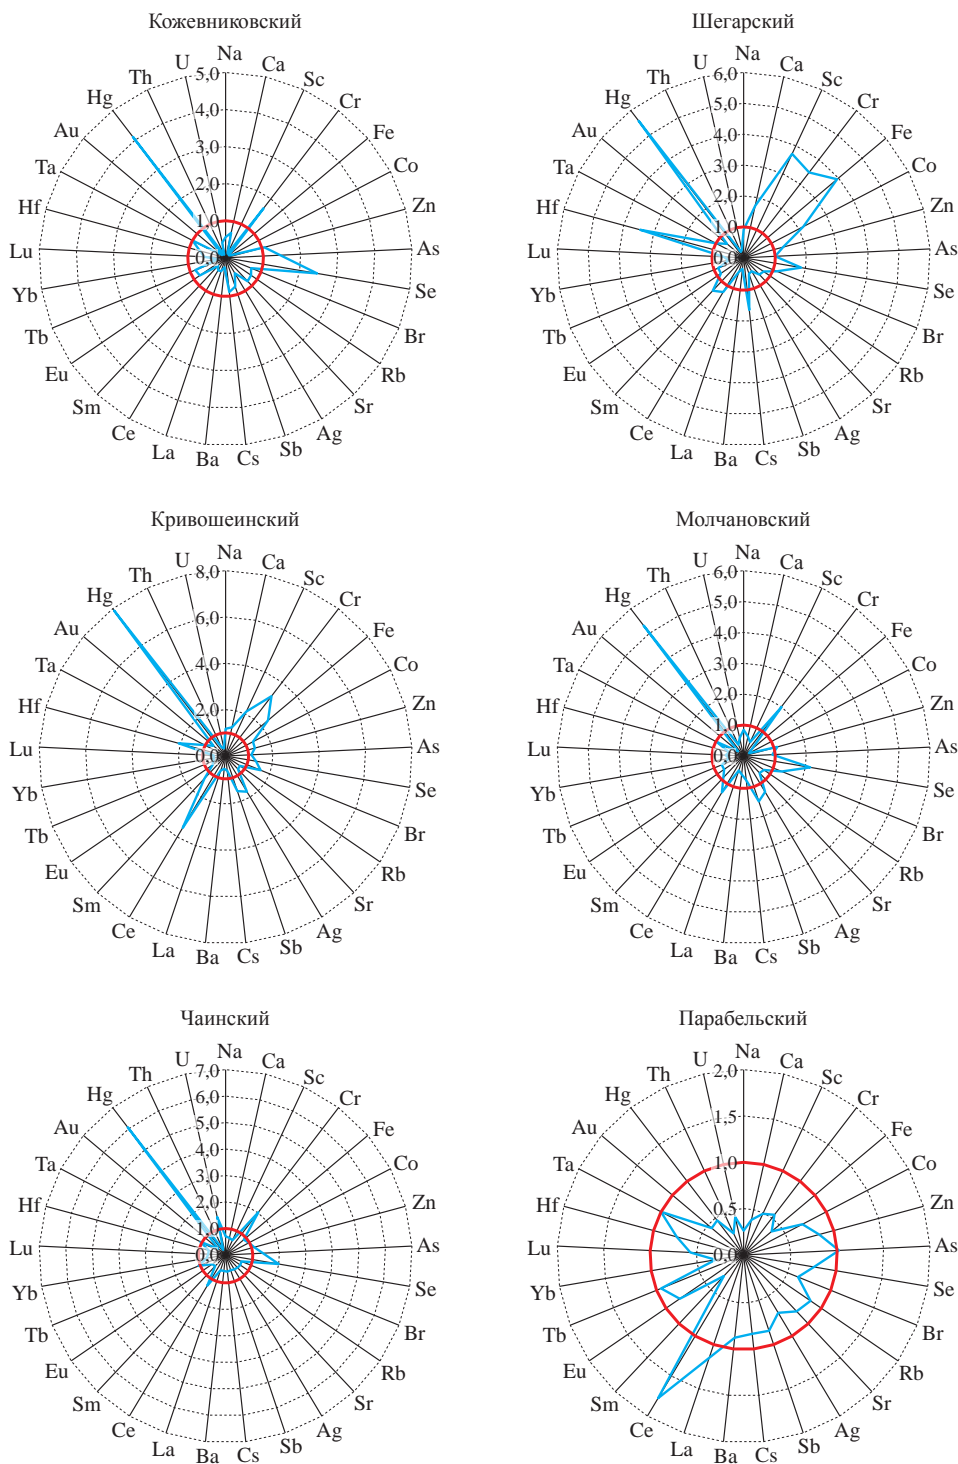 Кожевниковский
Na
Ca
Sc
Cr
Fe
Co
Zn
As
Se
Br
Rb
Sr
Ag
Sb
Cs
Ba
La
Ce
Sm
Eu
Tb
Yb
Lu
Hf
Ta
Au
Hg
Th
U
5,0
4,0
3,0
2,0
1,0
0,0
Шегарский
Na
Ca
Sc
Cr
Fe
Co
Zn
As
Se
Br
Rb
Sr
Ag
Sb
Cs
Ba
La
Ce
Sm
Eu
Tb
Yb
Lu
Hf
Ta
Au
Hg
Th
U
6,0
5,0
4,0
3,0
2,0
1,0
0,0
Кривошеинский
Na
Ca
Sc
Cr
Fe
Co
Zn
As
Se
Br
Rb
Sr
Ag
Sb
Cs
Ba
La
Ce
Sm
Eu
Tb
Yb
Lu
Hf
Ta
Au
Hg
Th
U
8,0
6,0
4,0
2,0
0,0
Молчановский
Na
Ca
Sc
Cr
Fe
Co
Zn
As
Se
Br
Rb
Sr
Ag
Sb
Cs
Ba
La
Ce
Sm
Eu
Tb
Yb
Lu
Hf
Ta
Au
Hg
Th
U
6,0
5,0
4,0
3,0
2,0
1,0
0,0
Чаинский
Na
Ca
Sc
Cr
Fe
Co
Zn
As
Se
Br
Rb
Sr
Ag
Sb
Cs
Ba
La
Ce
Sm
Eu
Tb
Yb
Lu
Hf
Ta
Au
Hg
Th
U
7,0
6,0
5,0
4,0
3,0
2,0
1,0
0,0
Парабельский
Na
Ca
Sc
Cr
Fe
Co
Zn
As
Se
Br
Rb
Sr
Ag
Sb
Cs
Ba
La
Ce
Sm
Eu
Tb
Yb
Lu
Hf
Ta
Au
Hg
Th
U
2,0
1,5
1,0
0,5
0,0